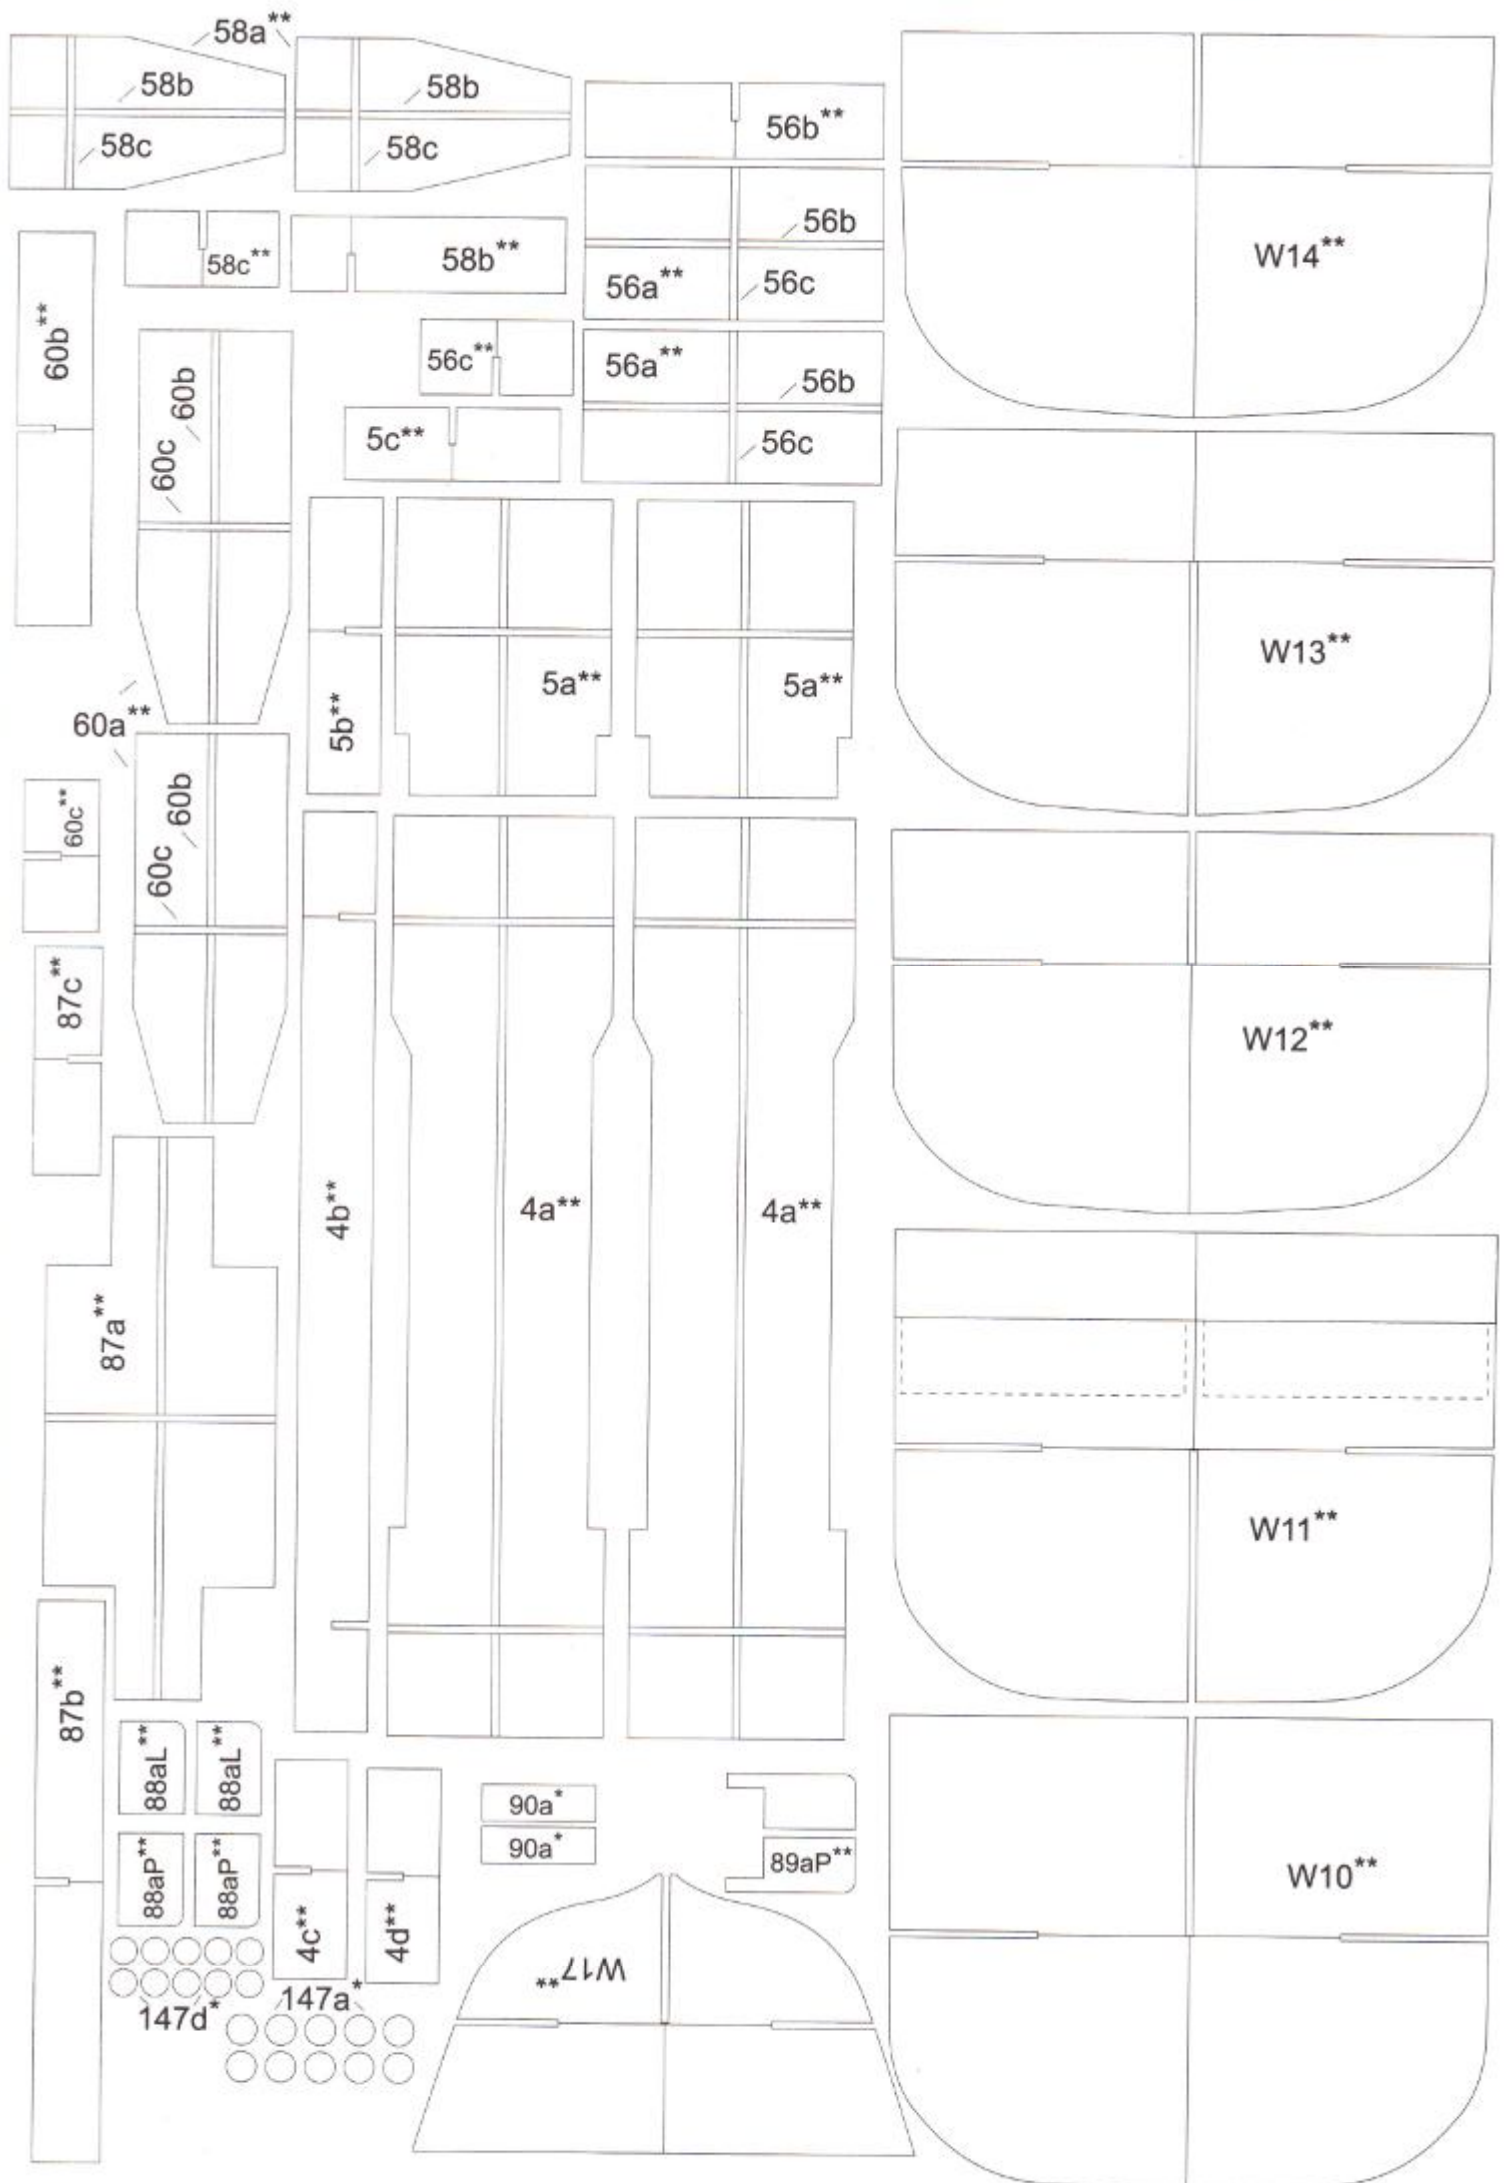 58a**
58b
58b
58c
58c
56b**
58c**
58b**
56b
56a**
56c
W14**
60b**
56c**
56a**
56b
60b
60c
5c**
56c
W13**
5a**
5a**
5b**
60a**
60b
60c**
60c
87c**
W12**
4b**
4a**
4a**
87a**
W11**
87b**
88aL**
88aL**
90a*
90a*
88aP**
88aP**
89aP**
W10**
4c**
4d**
W17**
147d*
147a*